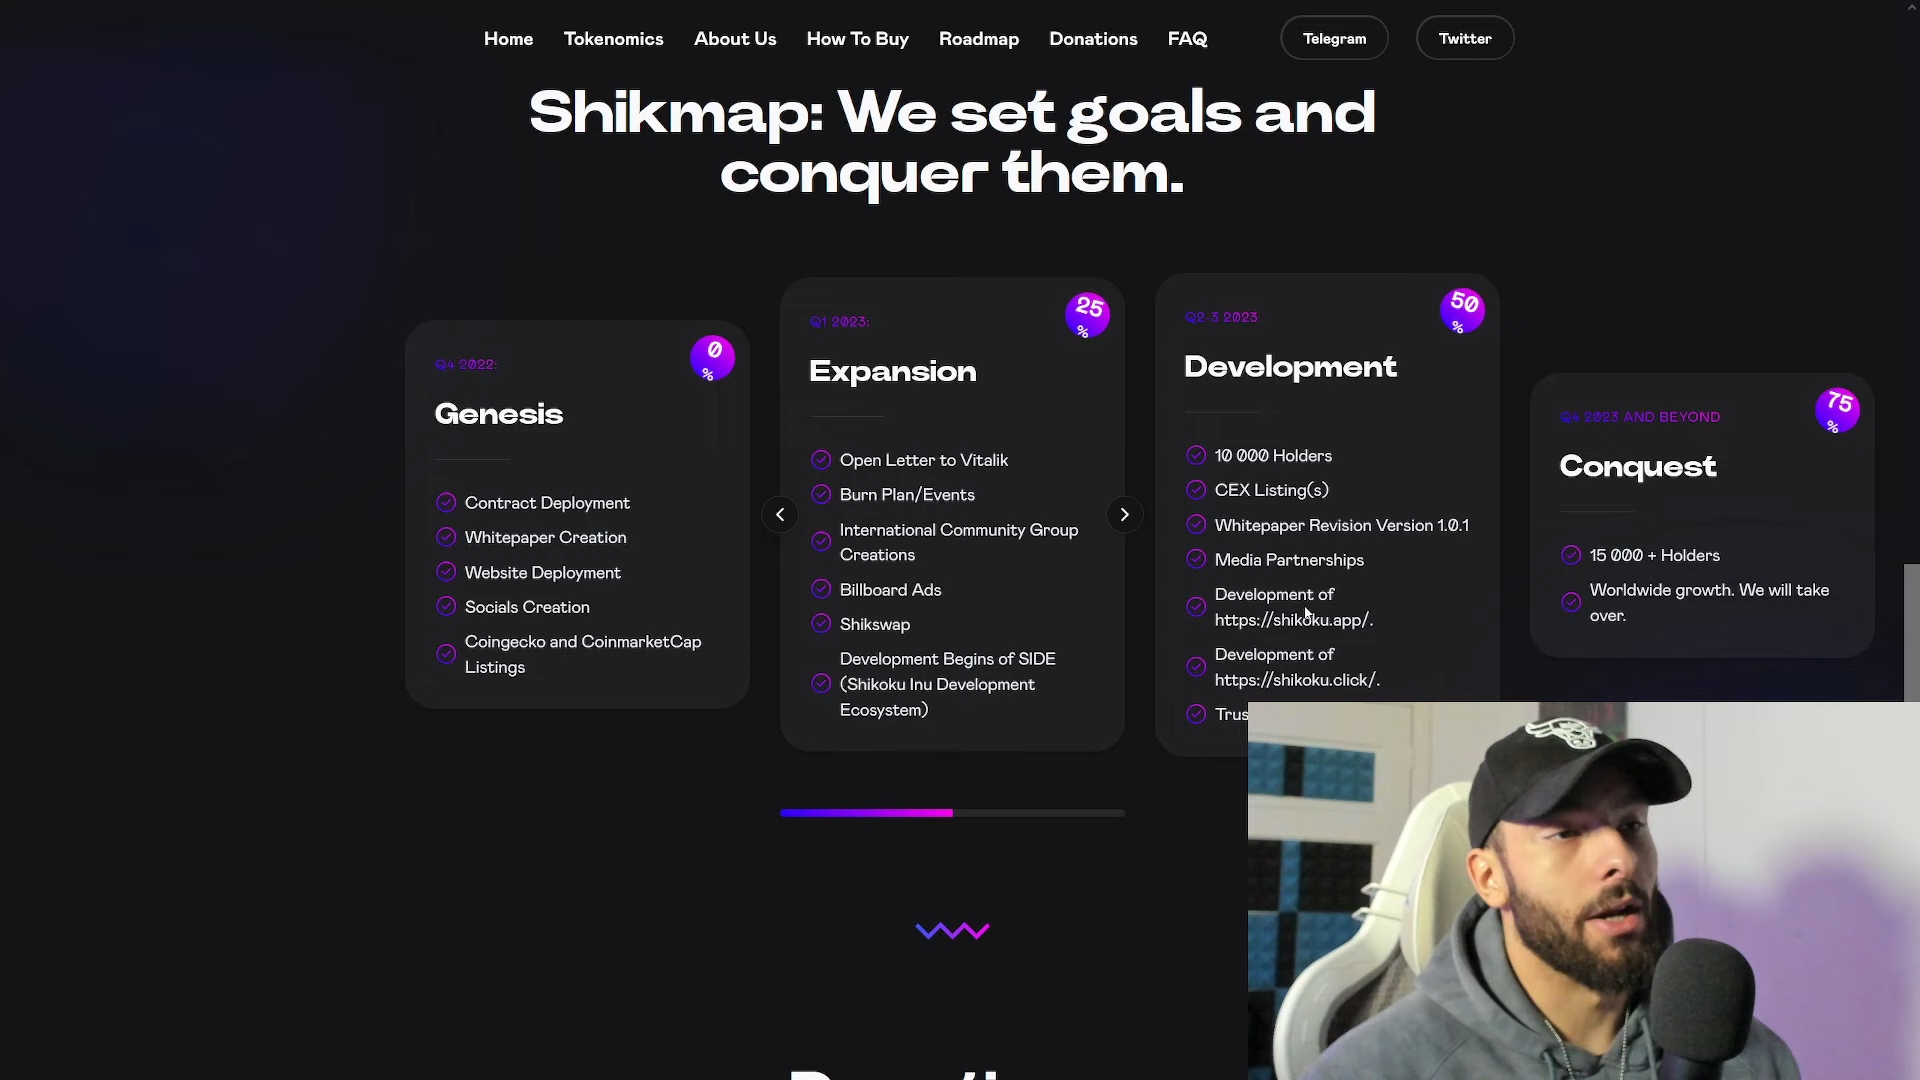 Home Tokenomics About Us How To Buy Roadmap Donations FAQ Telegram Twitter
Shikmap: We set goals and
conquer them.
Q4 2022:
0
%
Genesis
Contract Deployment
Whitepaper Creation
Website Deployment
Socials Creation
Coingecko and CoinmarketCap
Listings
Q1 2023:
25
%
Expansion
Open Letter to Vitalik
Burn Plan/Events
International Community Group
Creations
Billboard Ads
Shikswap
Development Begins of SIDE
(Shikoku Inu Development
Ecosystem)
Q2-3 2023
50
%
Development
10 000 Holders
CEX Listing(s)
Whitepaper Revision Version 1.0.1
Media Partnerships
Development of
https://shikoku.app/.
Development of
https://shikoku.click/.
Q4 2023 AND BEYOND
75
%
Conquest
15 000 + Holders
Worldwide growth. We will take
over.